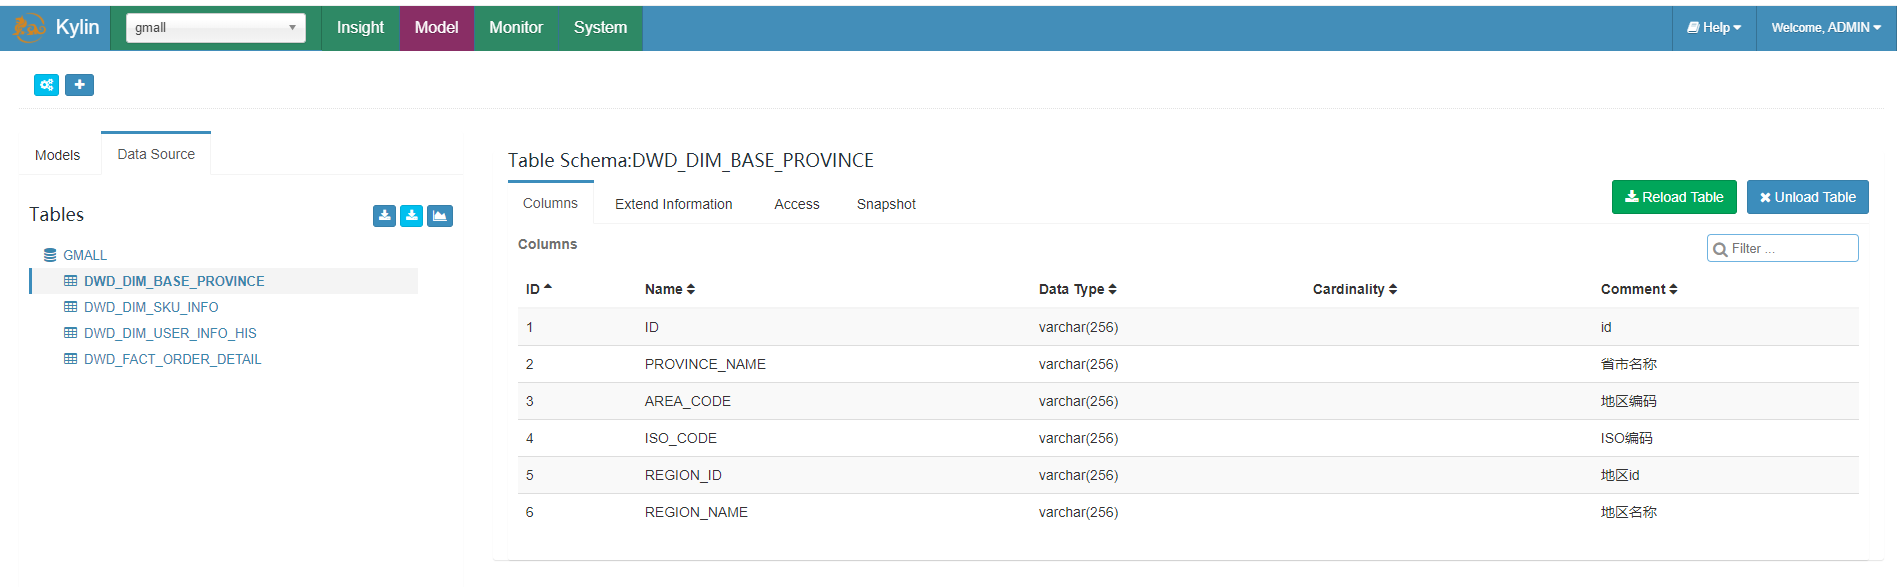 Kylin gmall Insight Model Monitor System Help Welcome, ADMIN
Models Data Source
Tables
GMALL
DWD_DIM_BASE_PROVINCE
DWD_DIM_SKU_INFO
DWD_DIM_USER_INFO_HIS
DWD_FACT_ORDER_DETAIL
Table Schema:DWD_DIM_BASE_PROVINCE
Columns Extend Information Access Snapshot Reload Table Unload Table
Columns Filter ...
ID Name Data Type Cardinality Comment
1 ID varchar(256) id
2 PROVINCE_NAME varchar(256) 省市名称
3 AREA_CODE varchar(256) 地区编码
4 ISO_CODE varchar(256) ISO编码
5 REGION_ID varchar(256) 地区id
6 REGION_NAME varchar(256) 地区名称